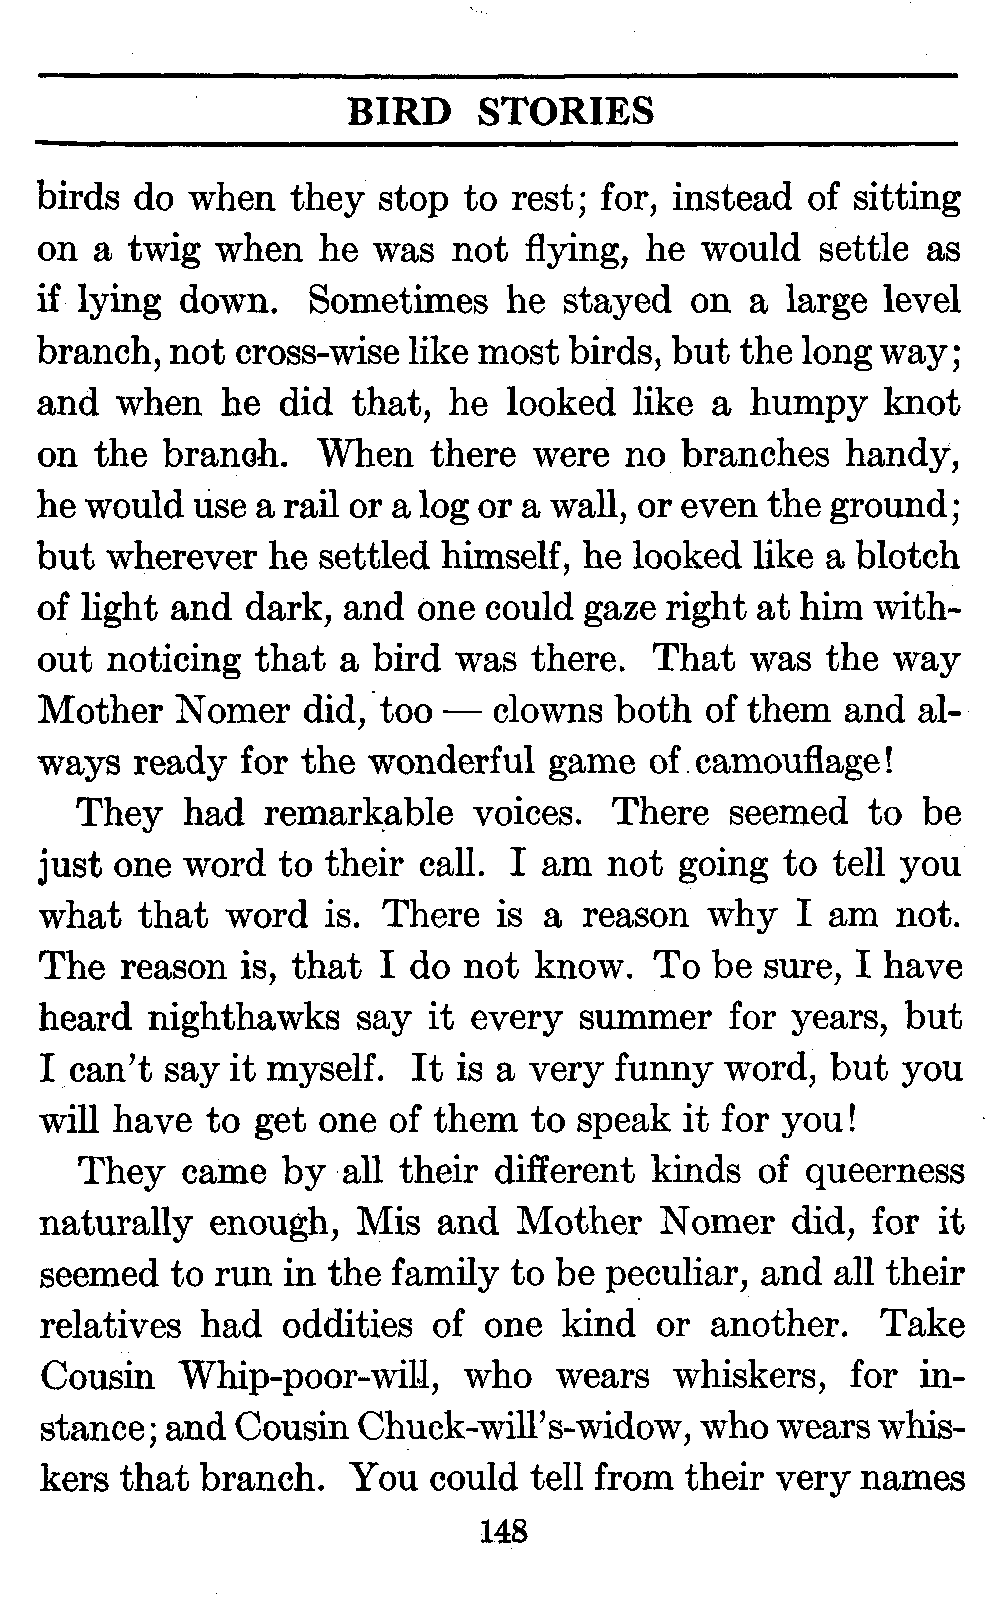 BIRD STORIES
birds do when they stop to rest; for, instead of sitting
on a twig when he was not flying, he would settle as
if lying down. Sometimes he stayed on a large level
branch, not cross-wise like most birds, but the long way;
and when he did that, he looked like a humpy knot
on the branch. When there were no branches handy,
he would use a rail or a log or a wall, or even the ground;
but wherever he settled himself, he looked like a blotch
of light and dark, and one could gaze right at him with-
out noticing that a bird was there. That was the way
Mother Nomer did, too — clowns both of them and al-
ways ready for the wonderful game of camouflage!
They had remarkable voices. There seemed to be
just one word to their call. I am not going to tell you
what that word is. There is a reason why I am not.
The reason is, that I do not know. To be sure, I have
heard nighthawks say it every summer for years, but
I can't say it myself. It is a very funny word, but you
will have to get one of them to speak it for you!
They came by all their different kinds of queerness
naturally enough, Mis and Mother Nomer did, for it
seemed to run in the family to be peculiar, and all their
relatives had oddities of one kind or another. Take
Cousin Whip-poor-will, who wears whiskers, for in-
stance; and Cousin Chuck-will's-widow, who wears whis-
kers that branch. You could tell from their very names
148